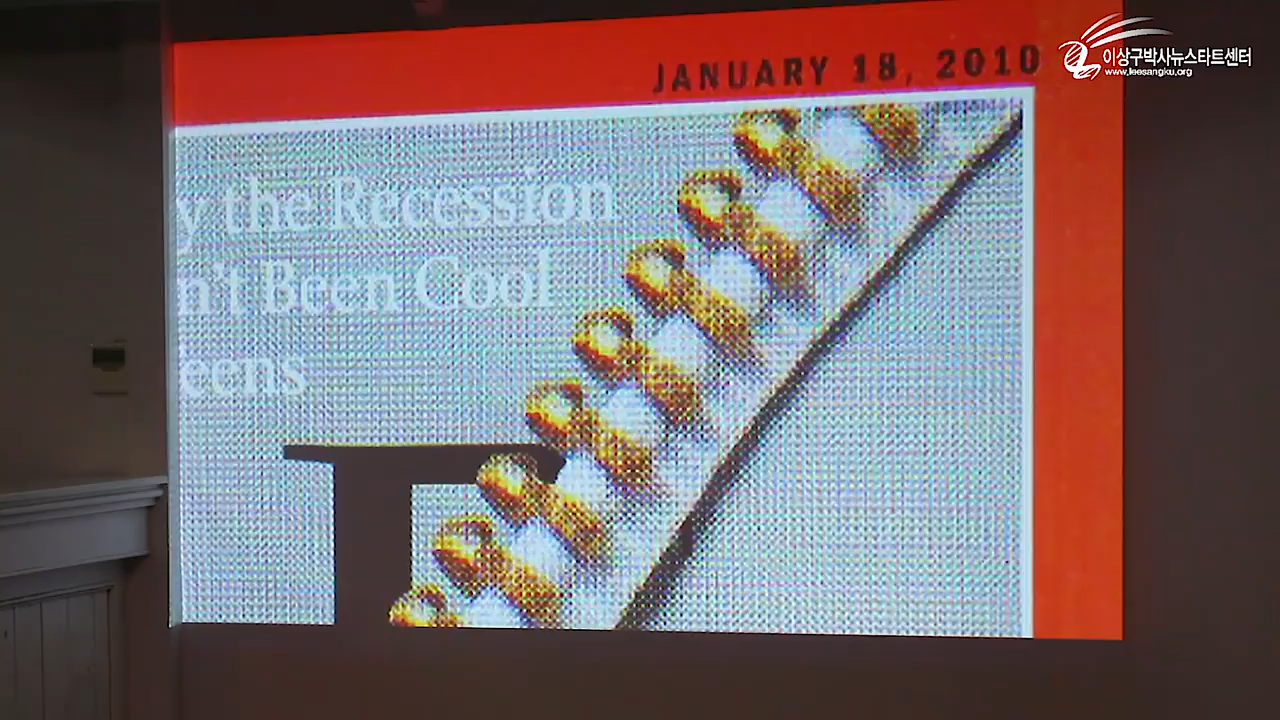 이상구박사뉴스타트센터
www.leesangku.org
JANUARY 18, 2010
y the Recession
n't Been Cool
eens